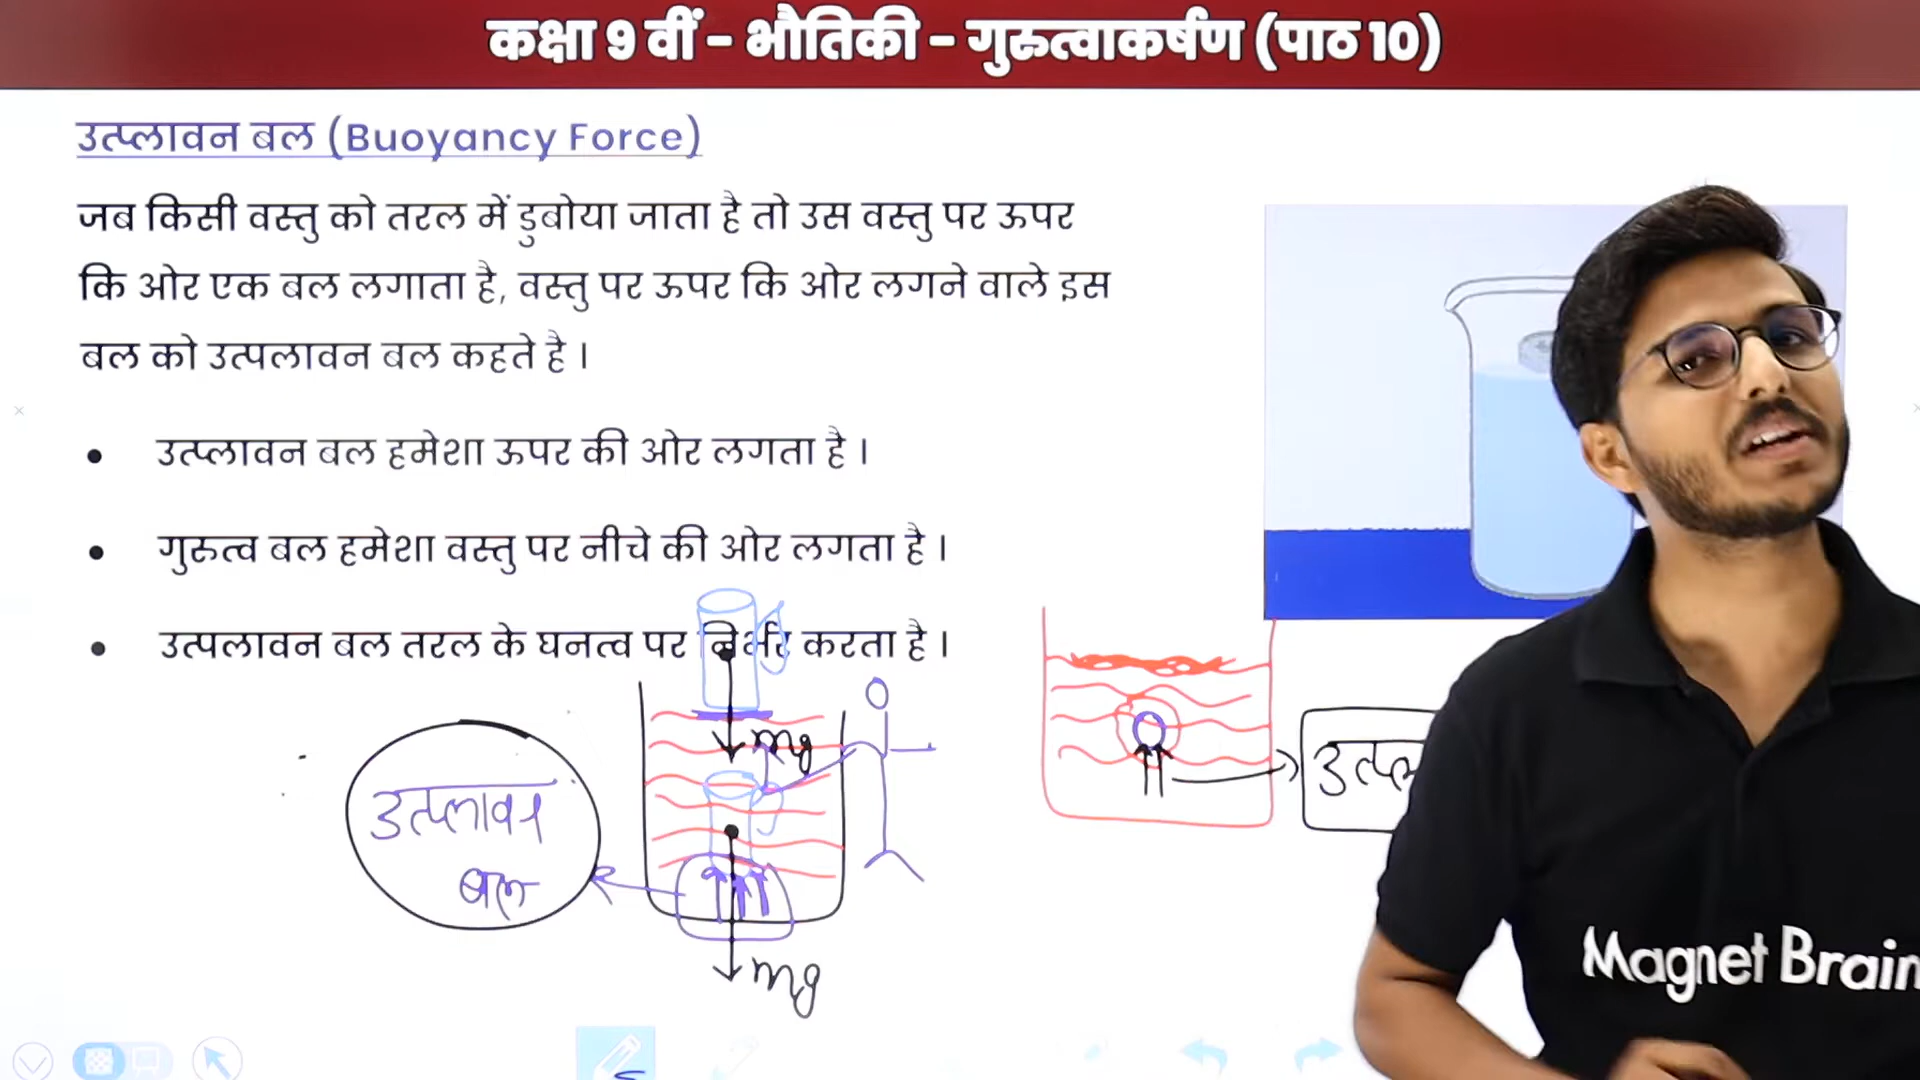 कक्षा 9 वीं - भौतिकी - गुरुत्वाकर्षण (पाठ 10)
उत्प्लावन बल (Buoyancy Force)
जब किसी वस्तु को तरल में डुबोया जाता है तो उस वस्तु पर ऊपर
कि ओर एक बल लगाता है, वस्तु पर ऊपर कि ओर लगने वाले इस
बल को उत्पलावन बल कहते है ।
उत्प्लावन बल हमेशा ऊपर की ओर लगता है ।
गुरुत्व बल हमेशा वस्तु पर नीचे की ओर लगता है ।
उत्पलावन बल तरल के घनत्व पर निर्भर करता है ।
mg
उत्प्लावन
बल
mg
उत्प्ल
Magnet Brain